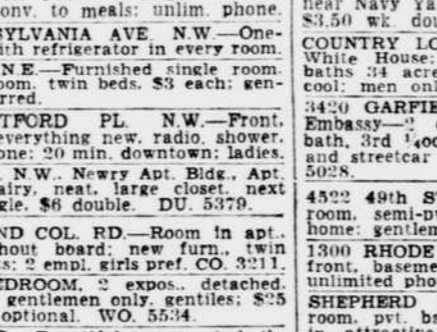 conv. to meals; unlim. phone.
SYLVANIA AVE. N.W.—One-
ith refrigerator in every room.
N.E.—Furnished single room.
oom. twin beds. $3 each; gen-
rred.
TFORD PL. N.W.—Front,
everything new. radio. shower.
one; 20 min. downtown; ladies.
N.W.. Newry Apt. Bldg., Apt.
airy, neat, large closet. next
gle, $6 double. DU. 5379.
ND COL. RD.—Room in apt.,
hout board; new furn., twin
s; 2 empl. girls pref. CO. 3211.
EDROOM, 2 expos., detached.
gentlemen only. gentiles; $25
optional. WO. 5534.
near Navy Ya
$3.50 wk. dou
COUNTRY LO
White House;
baths 34 acre
cool; men onl
3420 GARFIE
Embassy—2
bath, 3rd floo
and streetcar
5028.
4522 49th S
room, semi-p
home; gentlem
1300 RHODE
front, baseme
unlimited pho
SHEPHERD
room. pvt. ba